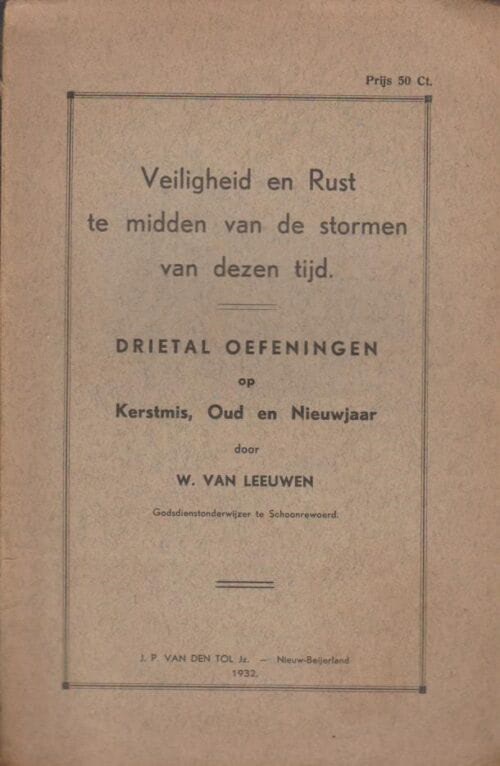 Prijs 50 Ct.
Veiligheid en Rust
te midden van de stormen
van dezen tijd.
DRIETAL OEFENINGEN
op
Kerstmis, Oud en Nieuwjaar
door
W. VAN LEEUWEN
Godsdienstonderwijzer te Schoonrewoerd.
J. P. VAN DEN TOL Jz. — Nieuw-Beijerland
1932.